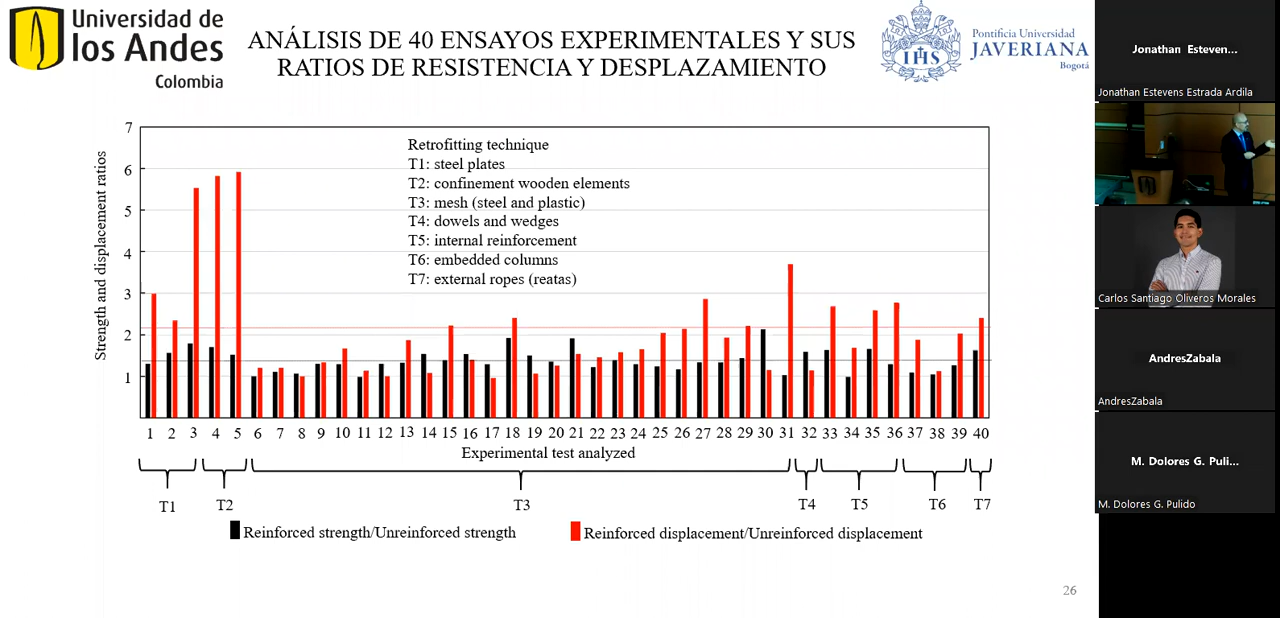 Universidad de
los Andes
Colombia
ANÁLISIS DE 40 ENSAYOS EXPERIMENTALES Y SUS
RATIOS DE RESISTENCIA Y DESPLAZAMIENTO
IHS
Pontificia Universidad
JAVERIANA
Bogotá
Strength and displacement ratios
7
6
5
4
3
2
1
Retrofitting technique
T1: steel plates
T2: confinement wooden elements
T3: mesh (steel and plastic)
T4: dowels and wedges
T5: internal reinforcement
T6: embedded columns
T7: external ropes (reatas)
1 2 3 4 5 6 7 8 9 10 11 12 13 14 15 16 17 18 19 20 21 22 23 24 25 26 27 28 29 30 31 32 33 34 35 36 37 38 39 40
Experimental test analyzed
T1 T2 T3 T4 T5 T6 T7
Reinforced strength/Unreinforced strength Reinforced displacement/Unreinforced displacement
26
Jonathan Esteven...
Jonathan Estevens Estrada Ardila
Carlos Santiago Oliveros Morales
AndresZabala
AndresZabala
M. Dolores G. Puli...
M. Dolores G. Pulido